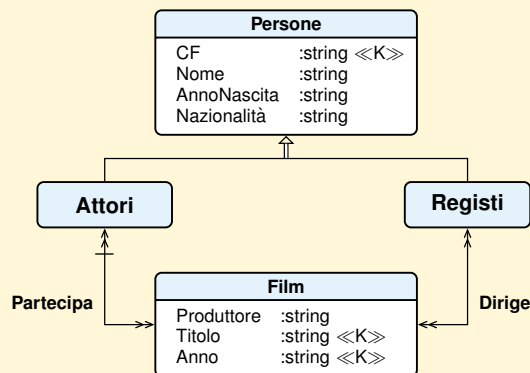 Persone
CF :string ≪K≫
Nome :string
AnnoNascita :string
Nazionalità :string
Attori
Registi
Partecipa
Dirige
Film
Produttore :string
Titolo :string ≪K≫
Anno :string ≪K≫